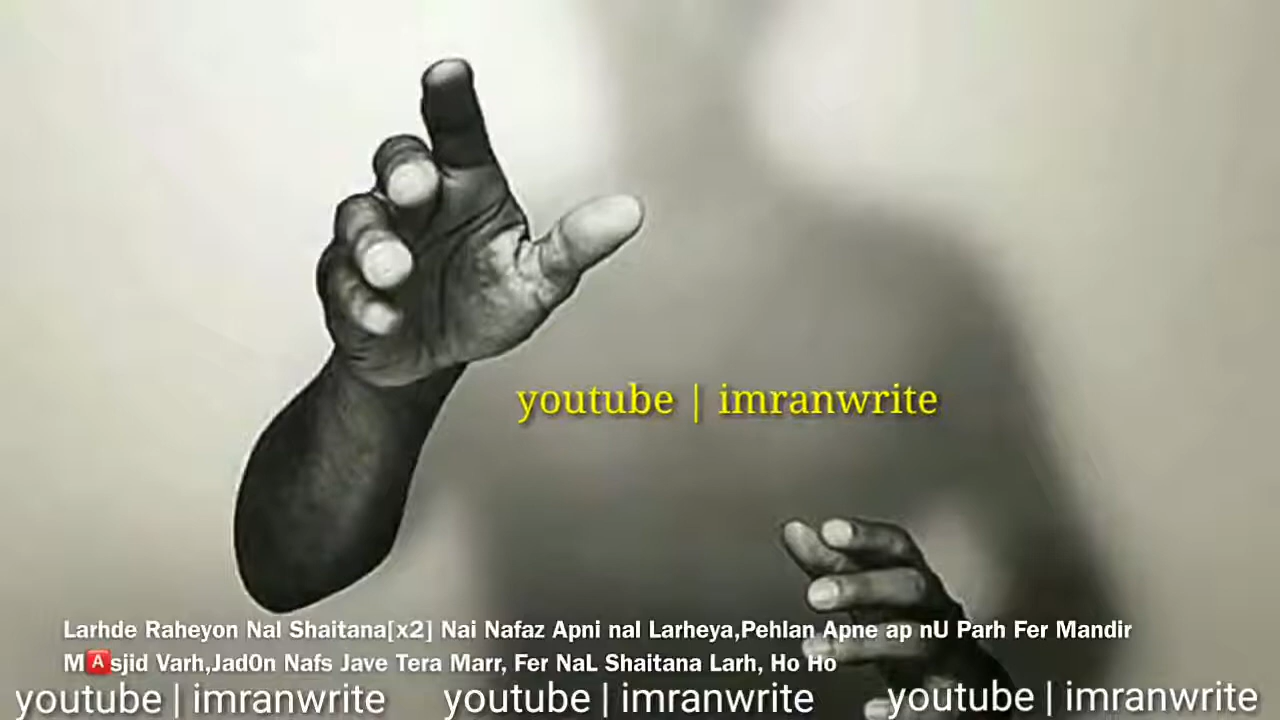 youtube | imranwrite
Larhde Raheyon Nal Shaitana[x2] Nai Nafaz Apni nal Larheya,Pehlan Apne ap nU Parh Fer Mandir
M🅰sjid Varh,Jad0n Nafs Jave Tera Marr, Fer NaL Shaitana Larh, Ho Ho
youtube | imranwrite youtube | imranwrite youtube | imranwrite